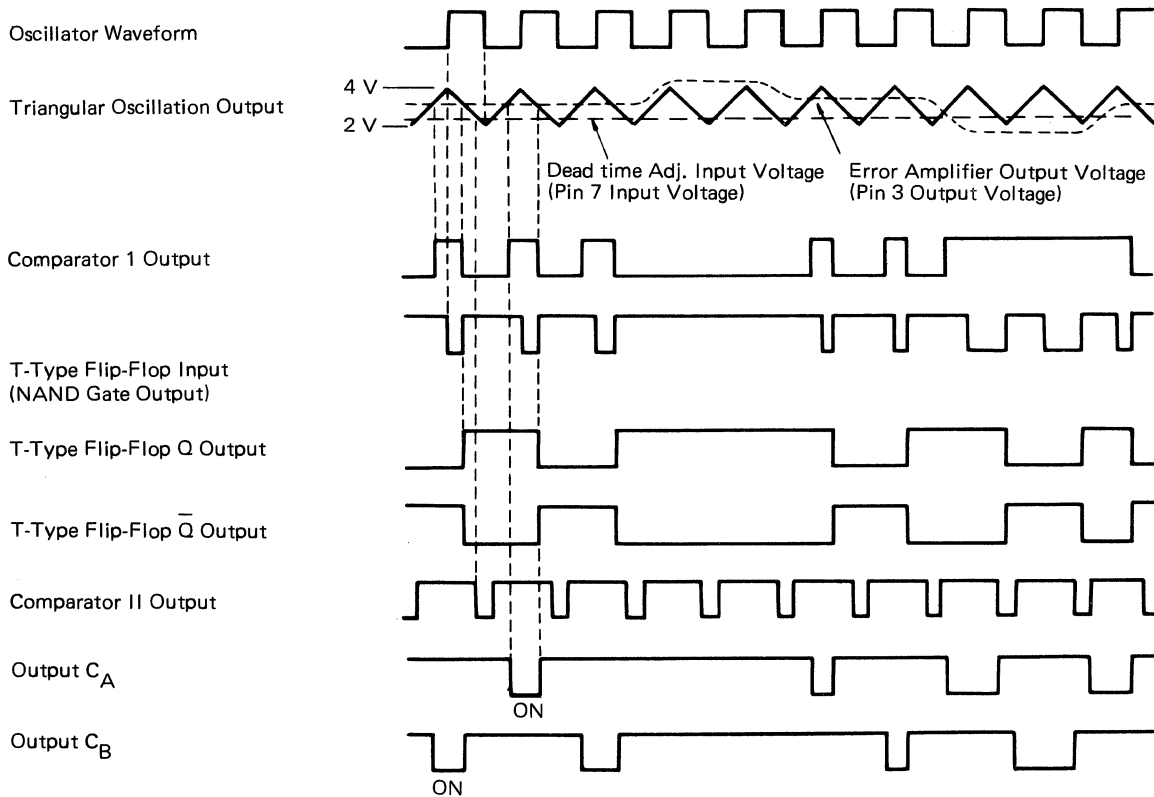 Oscillator Waveform
4 V
Triangular Oscillation Output
2 V
Dead time Adj. Input Voltage
(Pin 7 Input Voltage)
Error Amplifier Output Voltage
(Pin 3 Output Voltage)
Comparator 1 Output
T-Type Flip-Flop Input
(NAND Gate Output)
T-Type Flip-Flop Q Output
T-Type Flip-Flop Q̅ Output
Comparator II Output
Output CA
ON
Output CB
ON